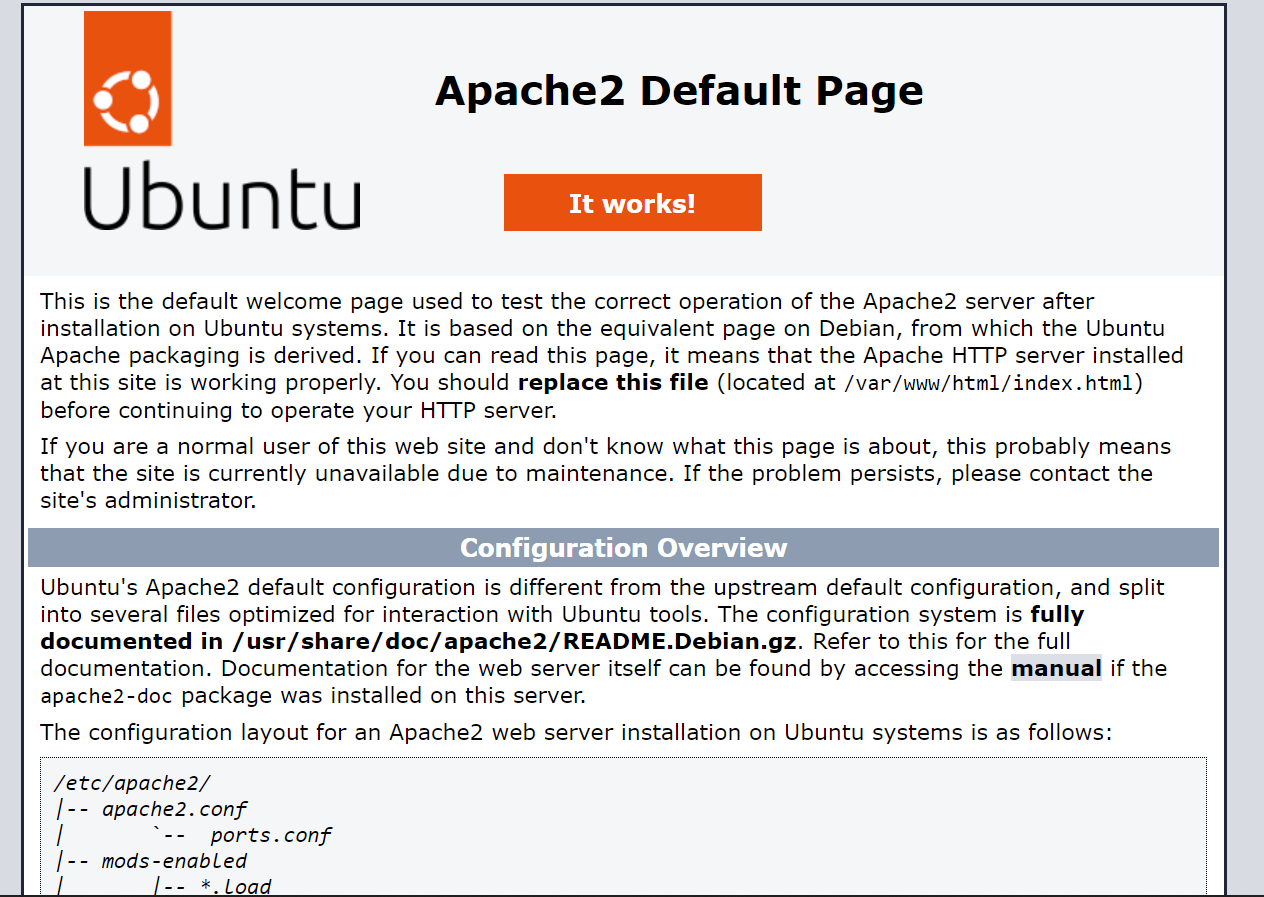 Ubuntu
Apache2 Default Page
It works!
This is the default welcome page used to test the correct operation of the Apache2 server after
installation on Ubuntu systems. It is based on the equivalent page on Debian, from which the Ubuntu
Apache packaging is derived. If you can read this page, it means that the Apache HTTP server installed
at this site is working properly. You should replace this file (located at /var/www/html/index.html)
before continuing to operate your HTTP server.
If you are a normal user of this web site and don't know what this page is about, this probably means
that the site is currently unavailable due to maintenance. If the problem persists, please contact the
site's administrator.
Configuration Overview
Ubuntu's Apache2 default configuration is different from the upstream default configuration, and split
into several files optimized for interaction with Ubuntu tools. The configuration system is fully
documented in /usr/share/doc/apache2/README.Debian.gz. Refer to this for the full
documentation. Documentation for the web server itself can be found by accessing the manual if the
apache2-doc package was installed on this server.
The configuration layout for an Apache2 web server installation on Ubuntu systems is as follows:
/etc/apache2/
|-- apache2.conf
|       `--  ports.conf
|-- mods-enabled
|       |-- *.load